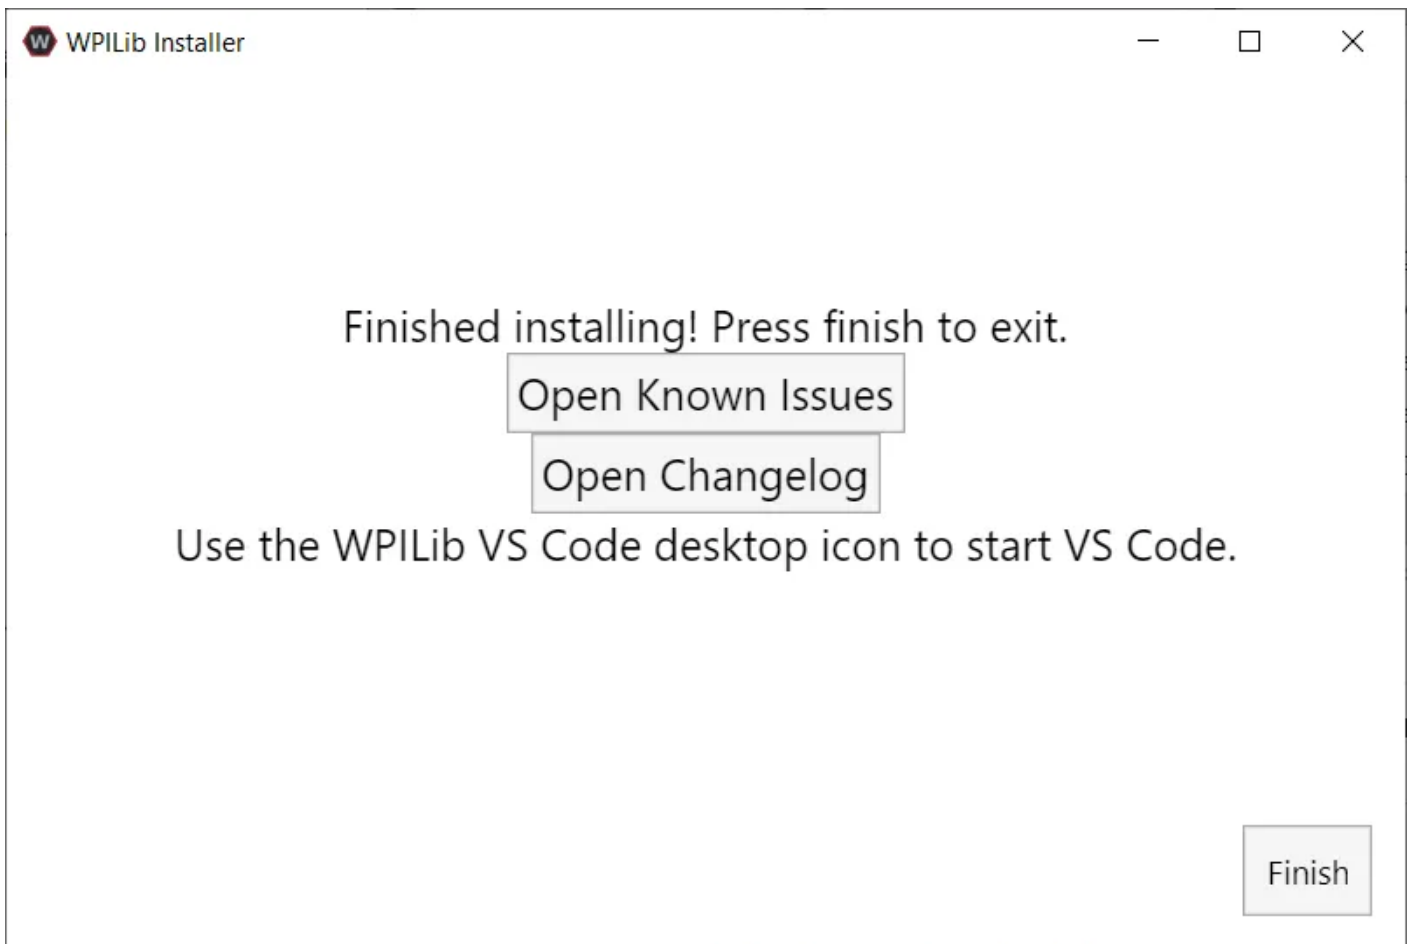 W WPILib Installer
Finished installing! Press finish to exit.
Open Known Issues
Open Changelog
Use the WPILib VS Code desktop icon to start VS Code.
Finish